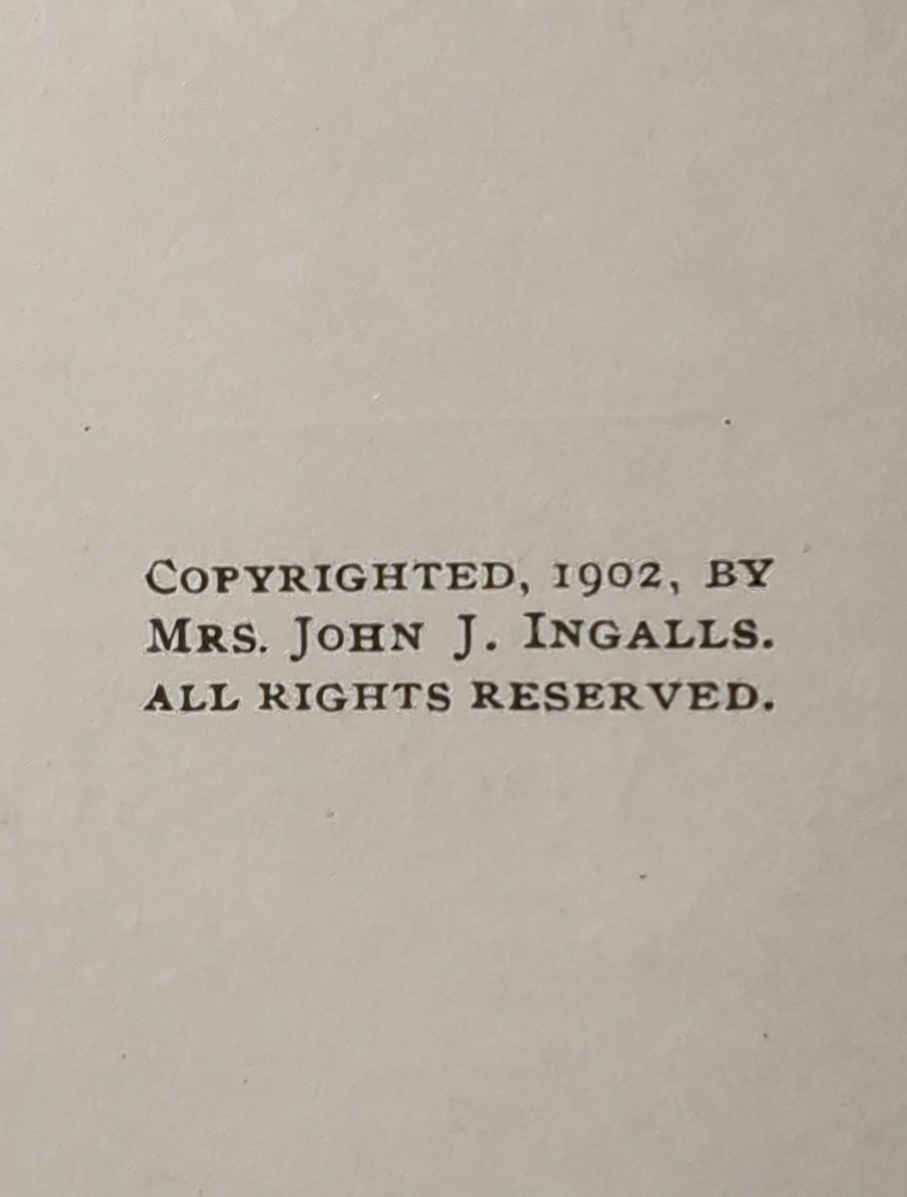 COPYRIGHTED, 1902, BY
MRS. JOHN J. INGALLS.
ALL RIGHTS RESERVED.